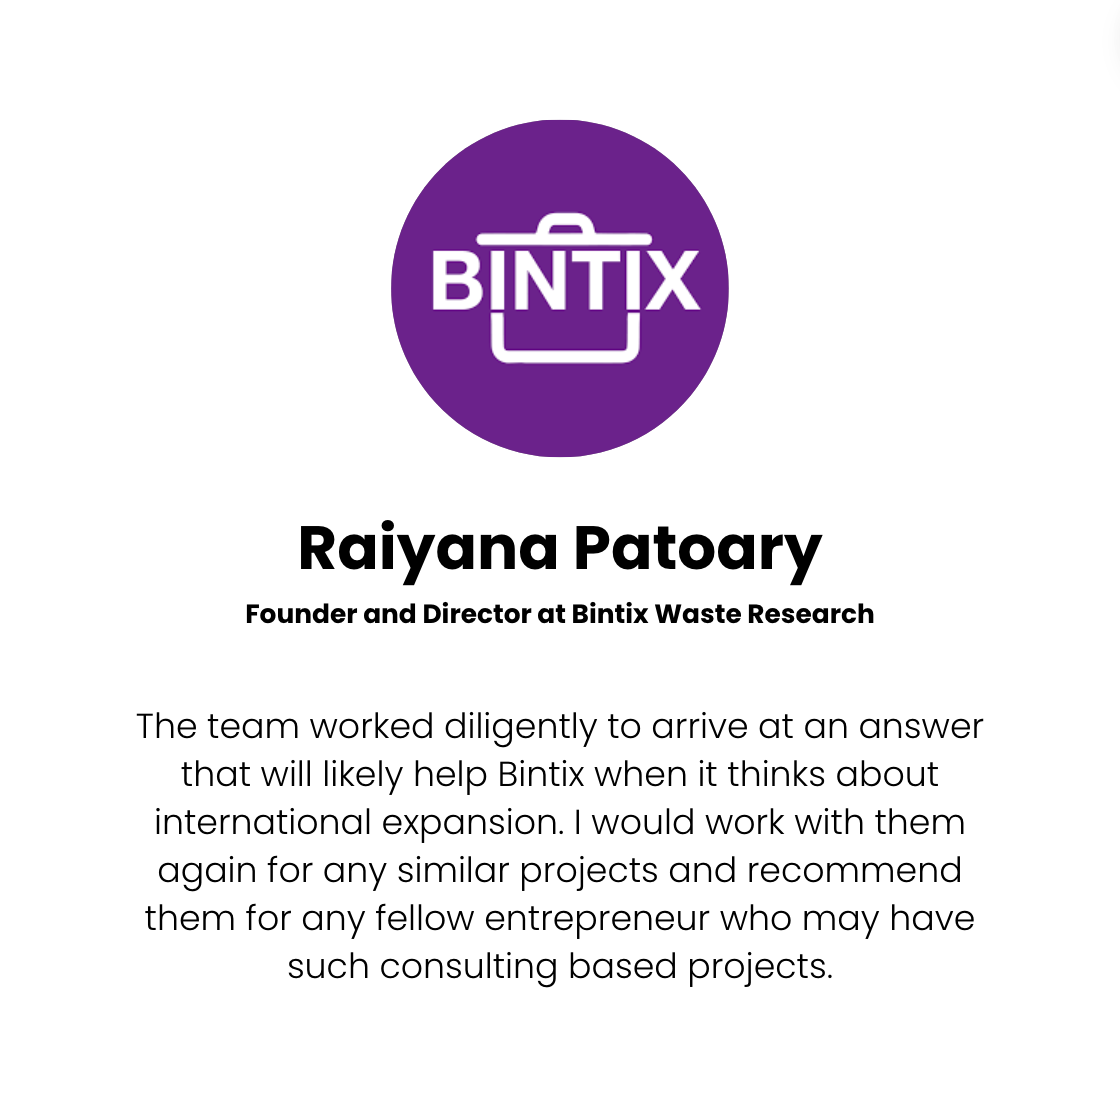 BINTIX
Raiyana Patoary
Founder and Director at Bintix Waste Research
The team worked diligently to arrive at an answer
that will likely help Bintix when it thinks about
international expansion. I would work with them
again for any similar projects and recommend
them for any fellow entrepreneur who may have
such consulting based projects.